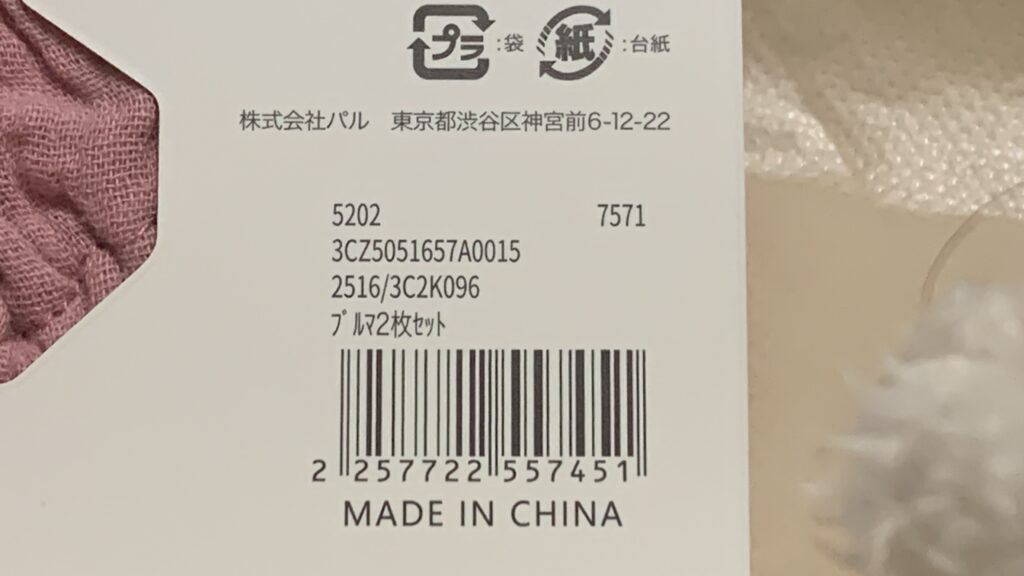 プラ :袋 紙 :台紙
株式会社パル 東京都渋谷区神宮前6-12-22
5202 7571
3CZ5051657A0015
2516/3C2K096
ﾌﾞﾙﾏ2枚ｾｯﾄ
2 257722 557451
MADE IN CHINA